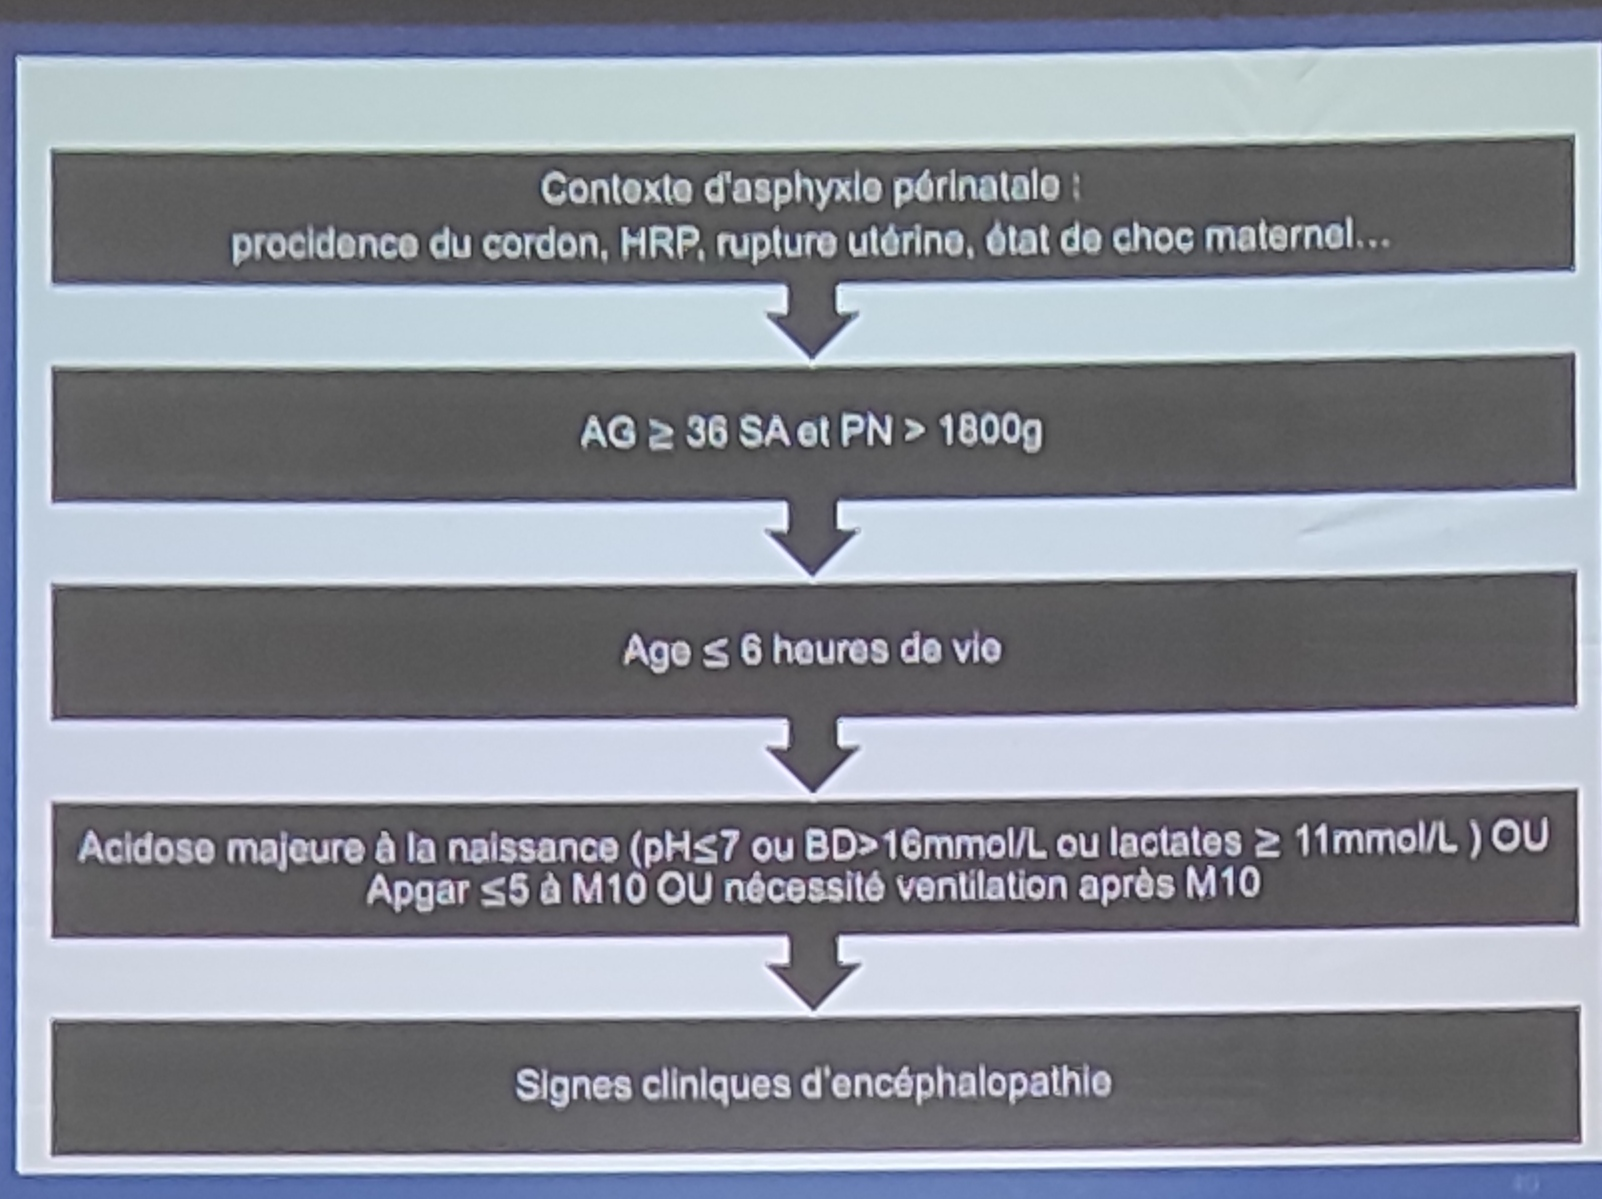 Contexte d'asphyxie périnatale :
procidence du cordon, HRP, rupture utérine, état de choc maternel...
AG ≥ 36 SA et PN > 1800g
Age ≤ 6 heures de vie
Acidose majeure à la naissance (pH≤7 ou BD>16mmol/L ou lactates ≥ 11mmol/L ) OU
Apgar ≤5 à M10 OU nécessité ventilation après M10
Signes cliniques d'encéphalopathie